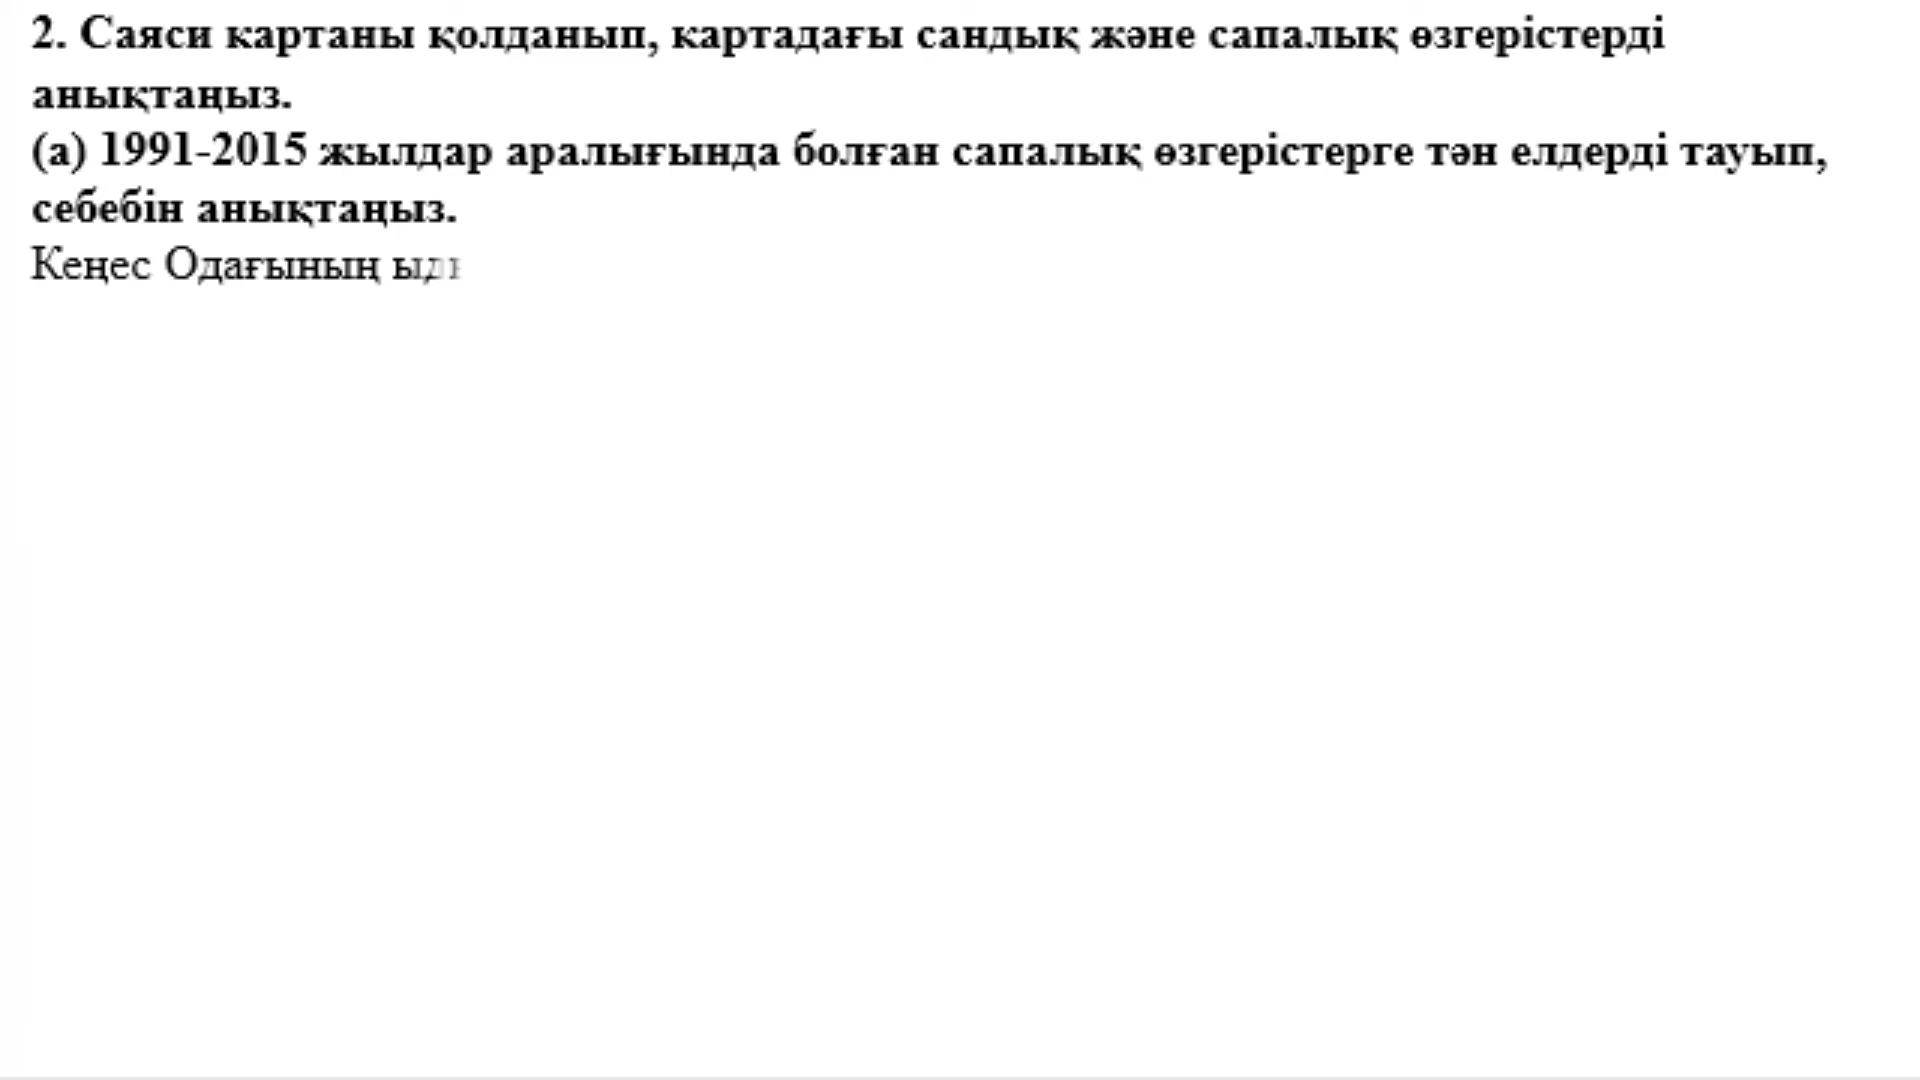 2. Саяси картаны қолданып, картадағы сандық және сапалық өзгерістерді
анықтаңыз.
(а) 1991-2015 жылдар аралығында болған сапалық өзгерістерге тән елдерді тауып,
себебін анықтаңыз.
Кеңес Одағының